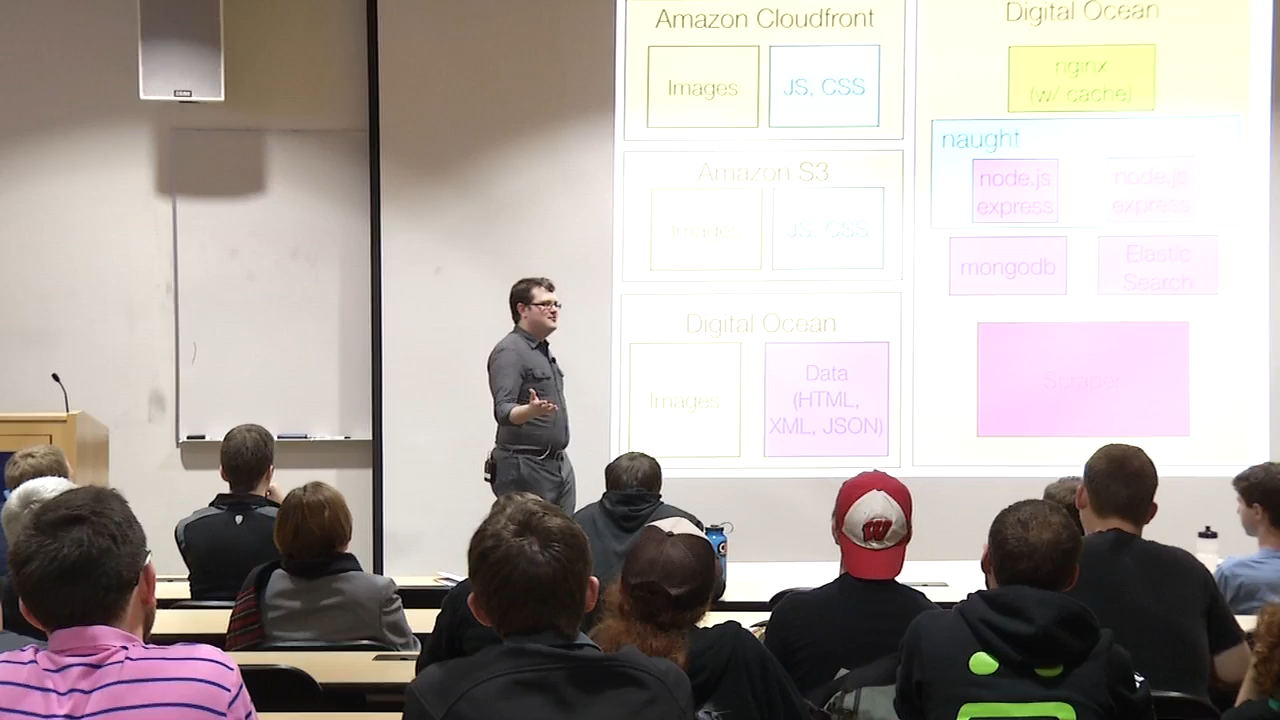 Amazon Cloudfront
Images
JS, CSS
Amazon S3
Images
JS, CSS
Digital Ocean
Images
Data
(HTML,
XML, JSON)
Digital Ocean
nginx
(w/ cache)
naught
node.js
express
node.js
express
mongodb
Elastic
Search
Scraper
W